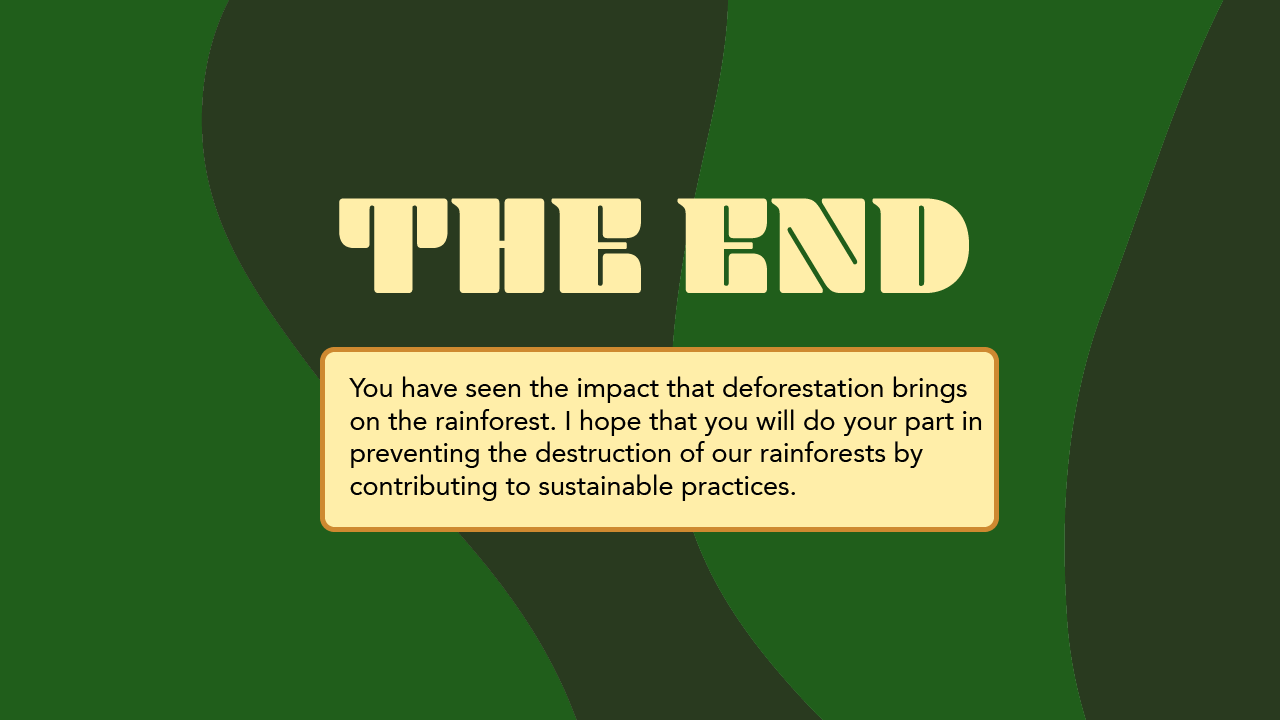 THE END
You have seen the impact that deforestation brings
on the rainforest. I hope that you will do your part in
preventing the destruction of our rainforests by
contributing to sustainable practices.